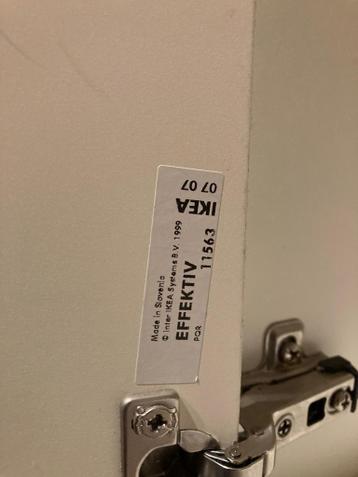 Made in Slovenia
© Inter IKEA Systems B.V. 1999
EFFEKTIV 11563
PQR
IKEA
07 07